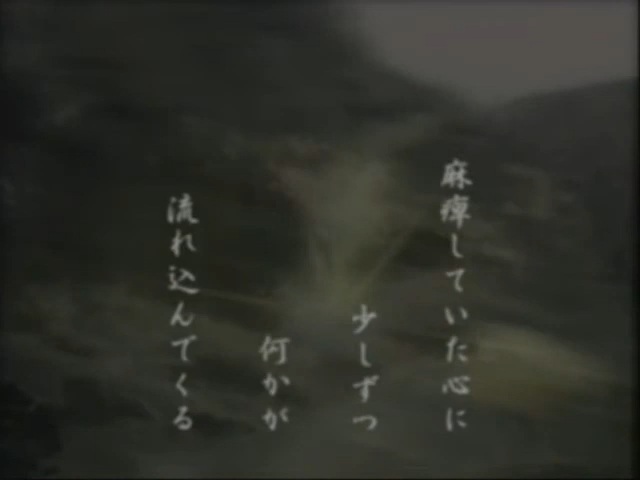 麻痺していた心に
少しずつ
何かが
流れ込んでくる